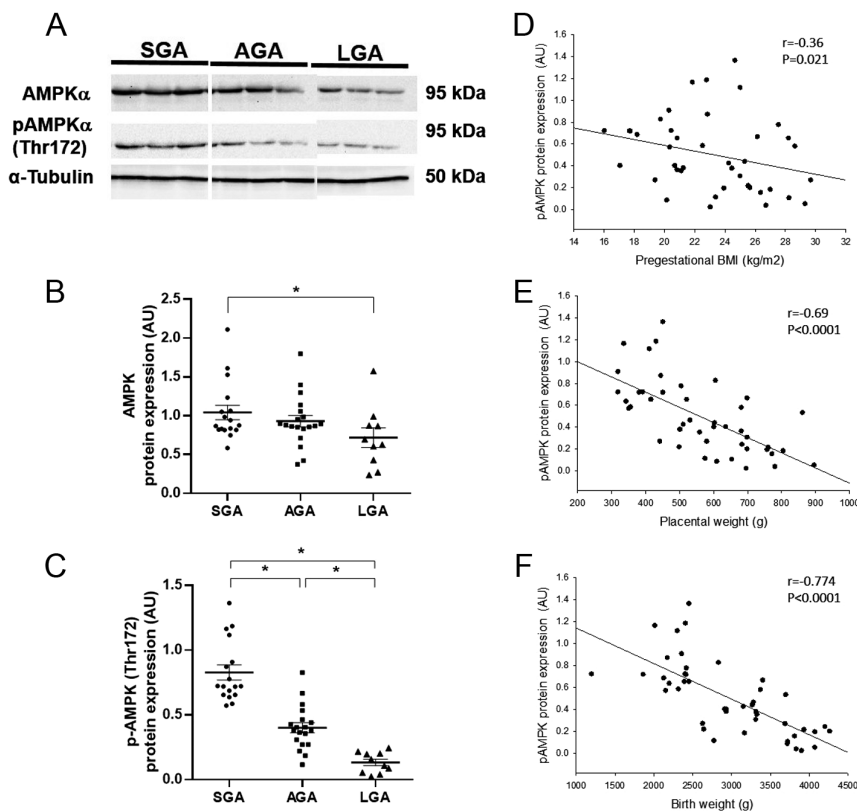 A
SGA AGA LGA
AMPKα 95 kDa
pAMPKα 95 kDa
(Thr172)
α-Tubulin 50 kDa
B
AMPK
protein expression (AU)
2.5
2.0
1.5
1.0
0.5
0.0
*
SGA AGA LGA
C
p-AMPK (Thr172)
protein expression (AU)
1.5
1.0
0.5
0.0
*
* *
SGA AGA LGA
D
pAMPK protein expression (AU)
1.6
1.4
1.2
1.0
0.8
0.6
0.4
0.2
0.0
r=-0.36
P=0.021
14 16 18 20 22 24 26 28 30 32
Pregestational BMI (kg/m2)
E
pAMPK protein expression (AU)
1.6
1.4
1.2
1.0
0.8
0.6
0.4
0.2
0.0
r=-0.69
P<0.0001
200 300 400 500 600 700 800 900 1000
Placental weight (g)
F
pAMPK protein expression (AU)
1.6
1.4
1.2
1.0
0.8
0.6
0.4
0.2
0.0
r=-0.774
P<0.0001
1000 1500 2000 2500 3000 3500 4000 4500
Birth weight (g)